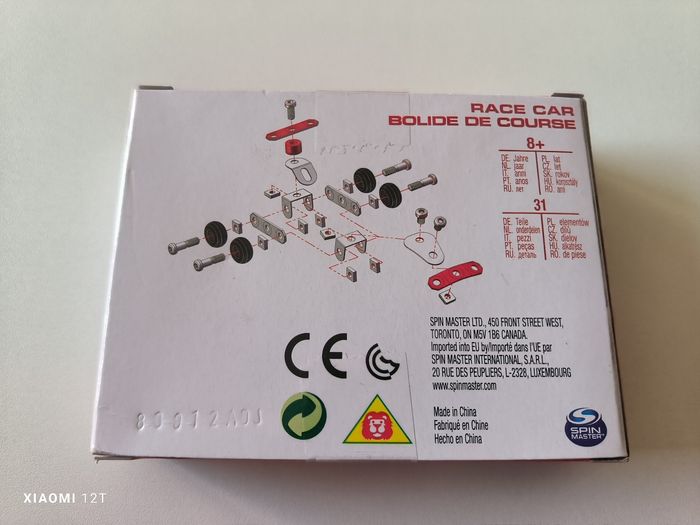 RACE CAR
BOLIDE DE COURSE
8+
DE. Jahre
NL. jaar
IT. anni
PT. anos
RU. лет
PL. lat
CZ. let
SK. rokov
HU. korosztály
RO. ani
31
DE. Teile
NL. onderdelen
IT. pezzi
PT. peças
RU. деталь
PL. elementów
CZ. dílů
SK. dieloy
HU. alkatrész
RO. de piese
SPIN MASTER LTD., 450 FRONT STREET WEST,
TORONTO, ON M5V 1B6 CANADA.
Imported into EU by/Importé dans l'UE par
SPIN MASTER INTERNATIONAL, S.A.R.L.,
20 RUE DES PEUPLIERS, L-2328, LUXEMBOURG
www.spinmaster.com
CE
Made in China
Fabriqué en Chine
Hecho en China
SPIN
MASTER
XIAOMI 12T